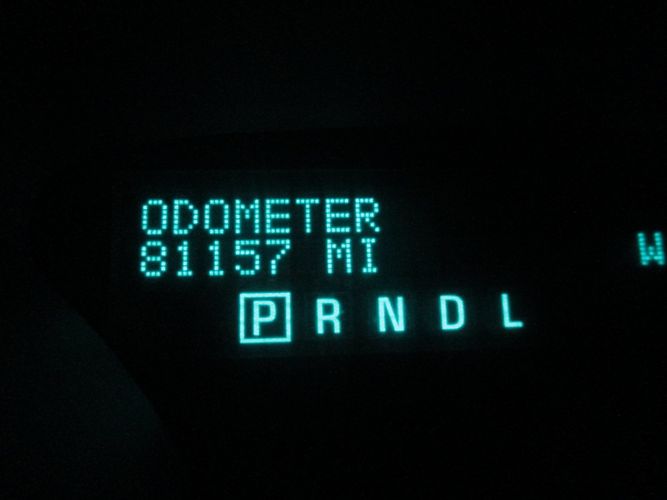 ODOMETER
81157 MI
W
P R N D L